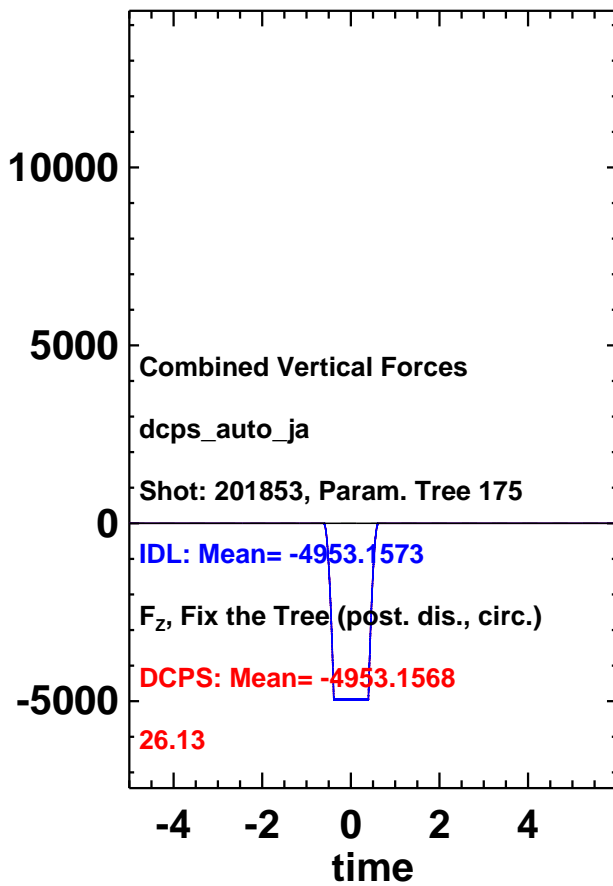 10000
5000
Combined Vertical Forces
dcps_auto_ja
Shot: 201853, Param. Tree 175
0
IDL: Mean= -4953.1573
F_Z, Fix the Tree (post. dis., circ.)
DCPS: Mean= -4953.1568
-5000
26.13
-4 -2 0 2 4
time